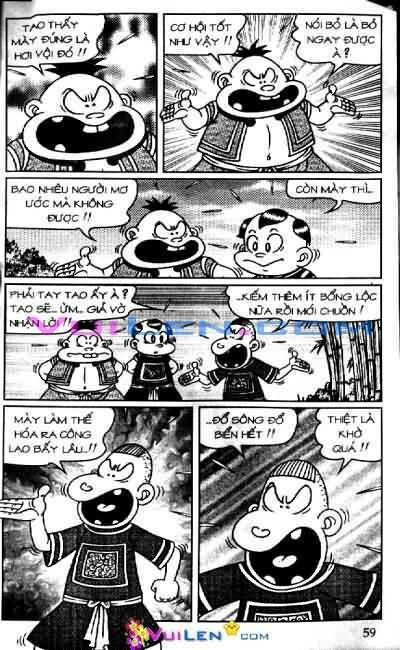 TAO THẤY
MÀY ĐÚNG LÀ
HƠI VỘI ĐÓ !!
CƠ HỘI TỐT
NHƯ VẬY !!
NÓI BỎ LÀ BỎ
NGAY ĐƯỢC
À?
BAO NHIÊU NGƯỜI MƠ
ƯỚC MÀ KHÔNG
ĐƯỢC !!
CÒN MÀY THÌ..
PHẢI TAY TAO ẤY À ?
TAO SẼ.. ỪM.. GIẢ VỜ
NHẬN LỜI !!
..KIẾM THÊM ÍT BỔNG LỘC
NỮA RỒI MỚI CHUỒN !!
VUILEN.COM
MÀY LÀM THẾ
HÓA RA CÔNG
LAO BẤY LÂU..!!
..ĐỔ SÔNG ĐỔ
BIỂN HẾT !!
THIỆT LÀ
KHỜ
QUÁ !!
59
VUILEN.COM